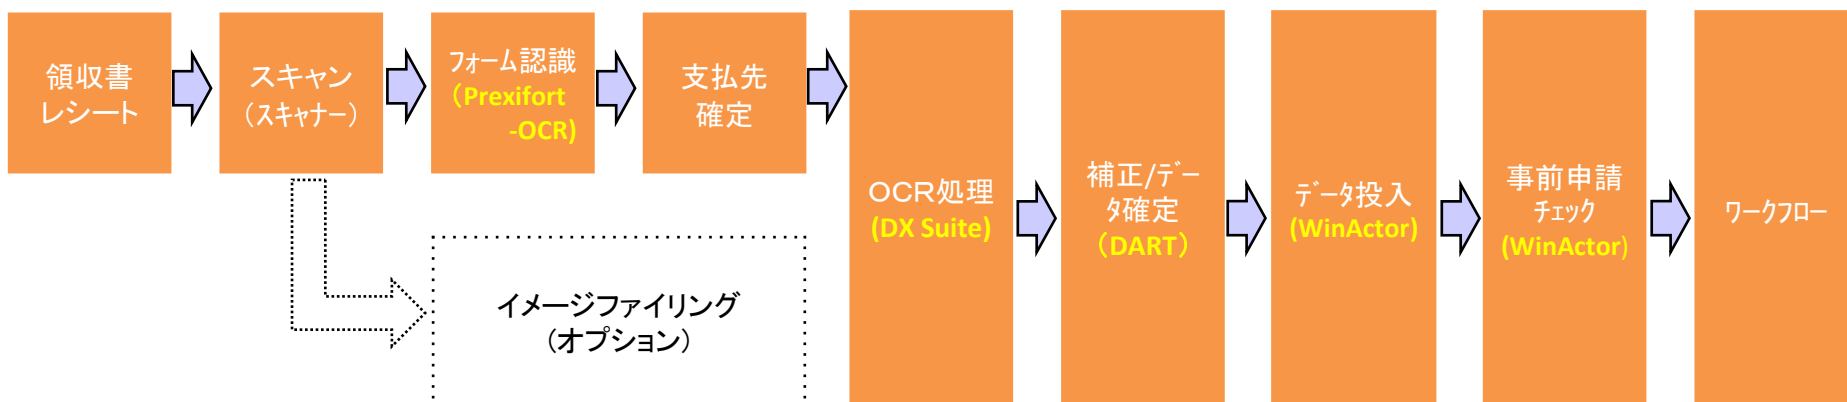 領収書
レシート
スキャン
（スキャナー）
フォーム認識
（Prexifort
-OCR)
支払先
確定
イメージファイリング
（オプション）
ＯＣＲ処理
(DX Suite)
補正/デー
タ確定
（DART）
データ投入
(WinActor)
事前申請
チェック
(WinActor)
ワークフロー